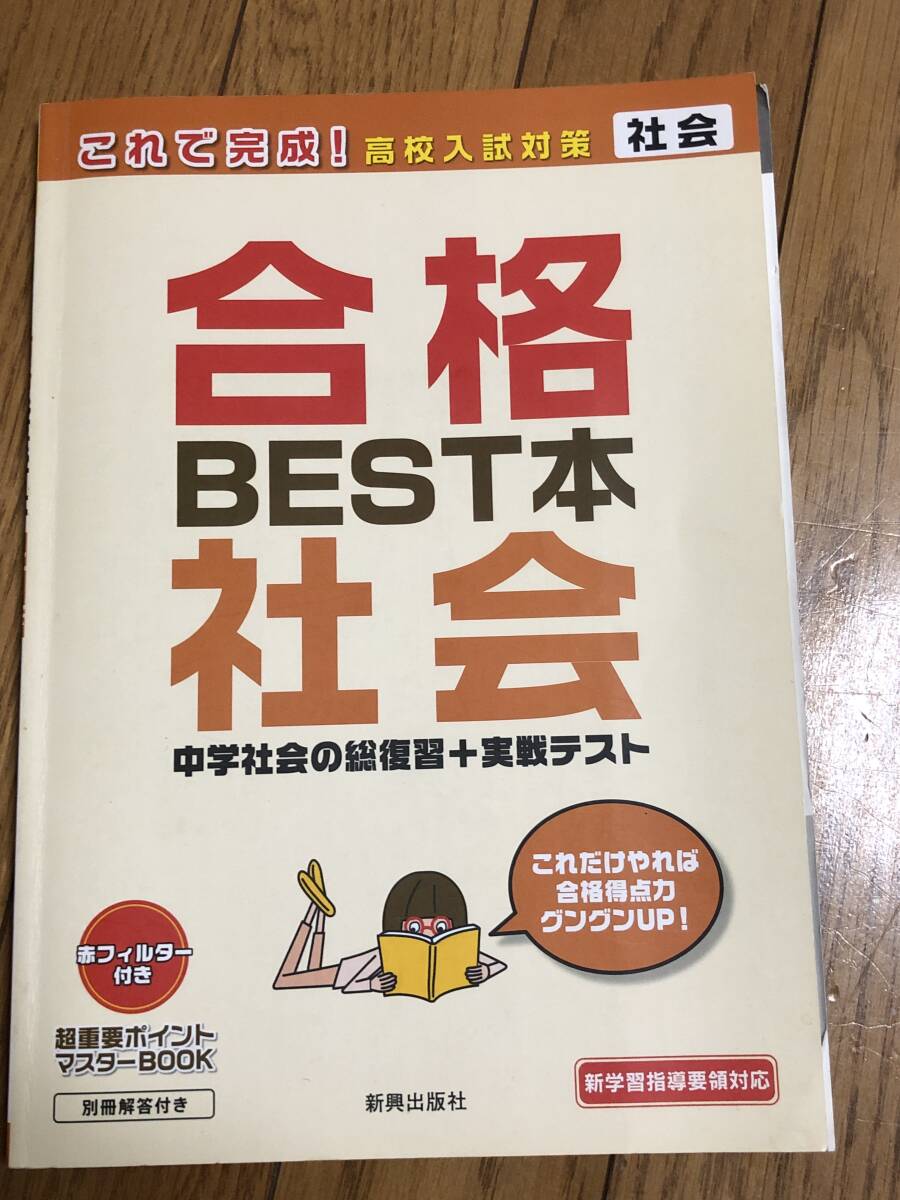 これで完成! 高校入試対策 社会
合格
BEST本
社会
中学社会の総復習+実戦テスト
これだけやれば
合格得点力
グングンUP!
赤フィルター
付き
超重要ポイント
マスターBOOK
別冊解答付き
新興出版社
新学習指導要領対応